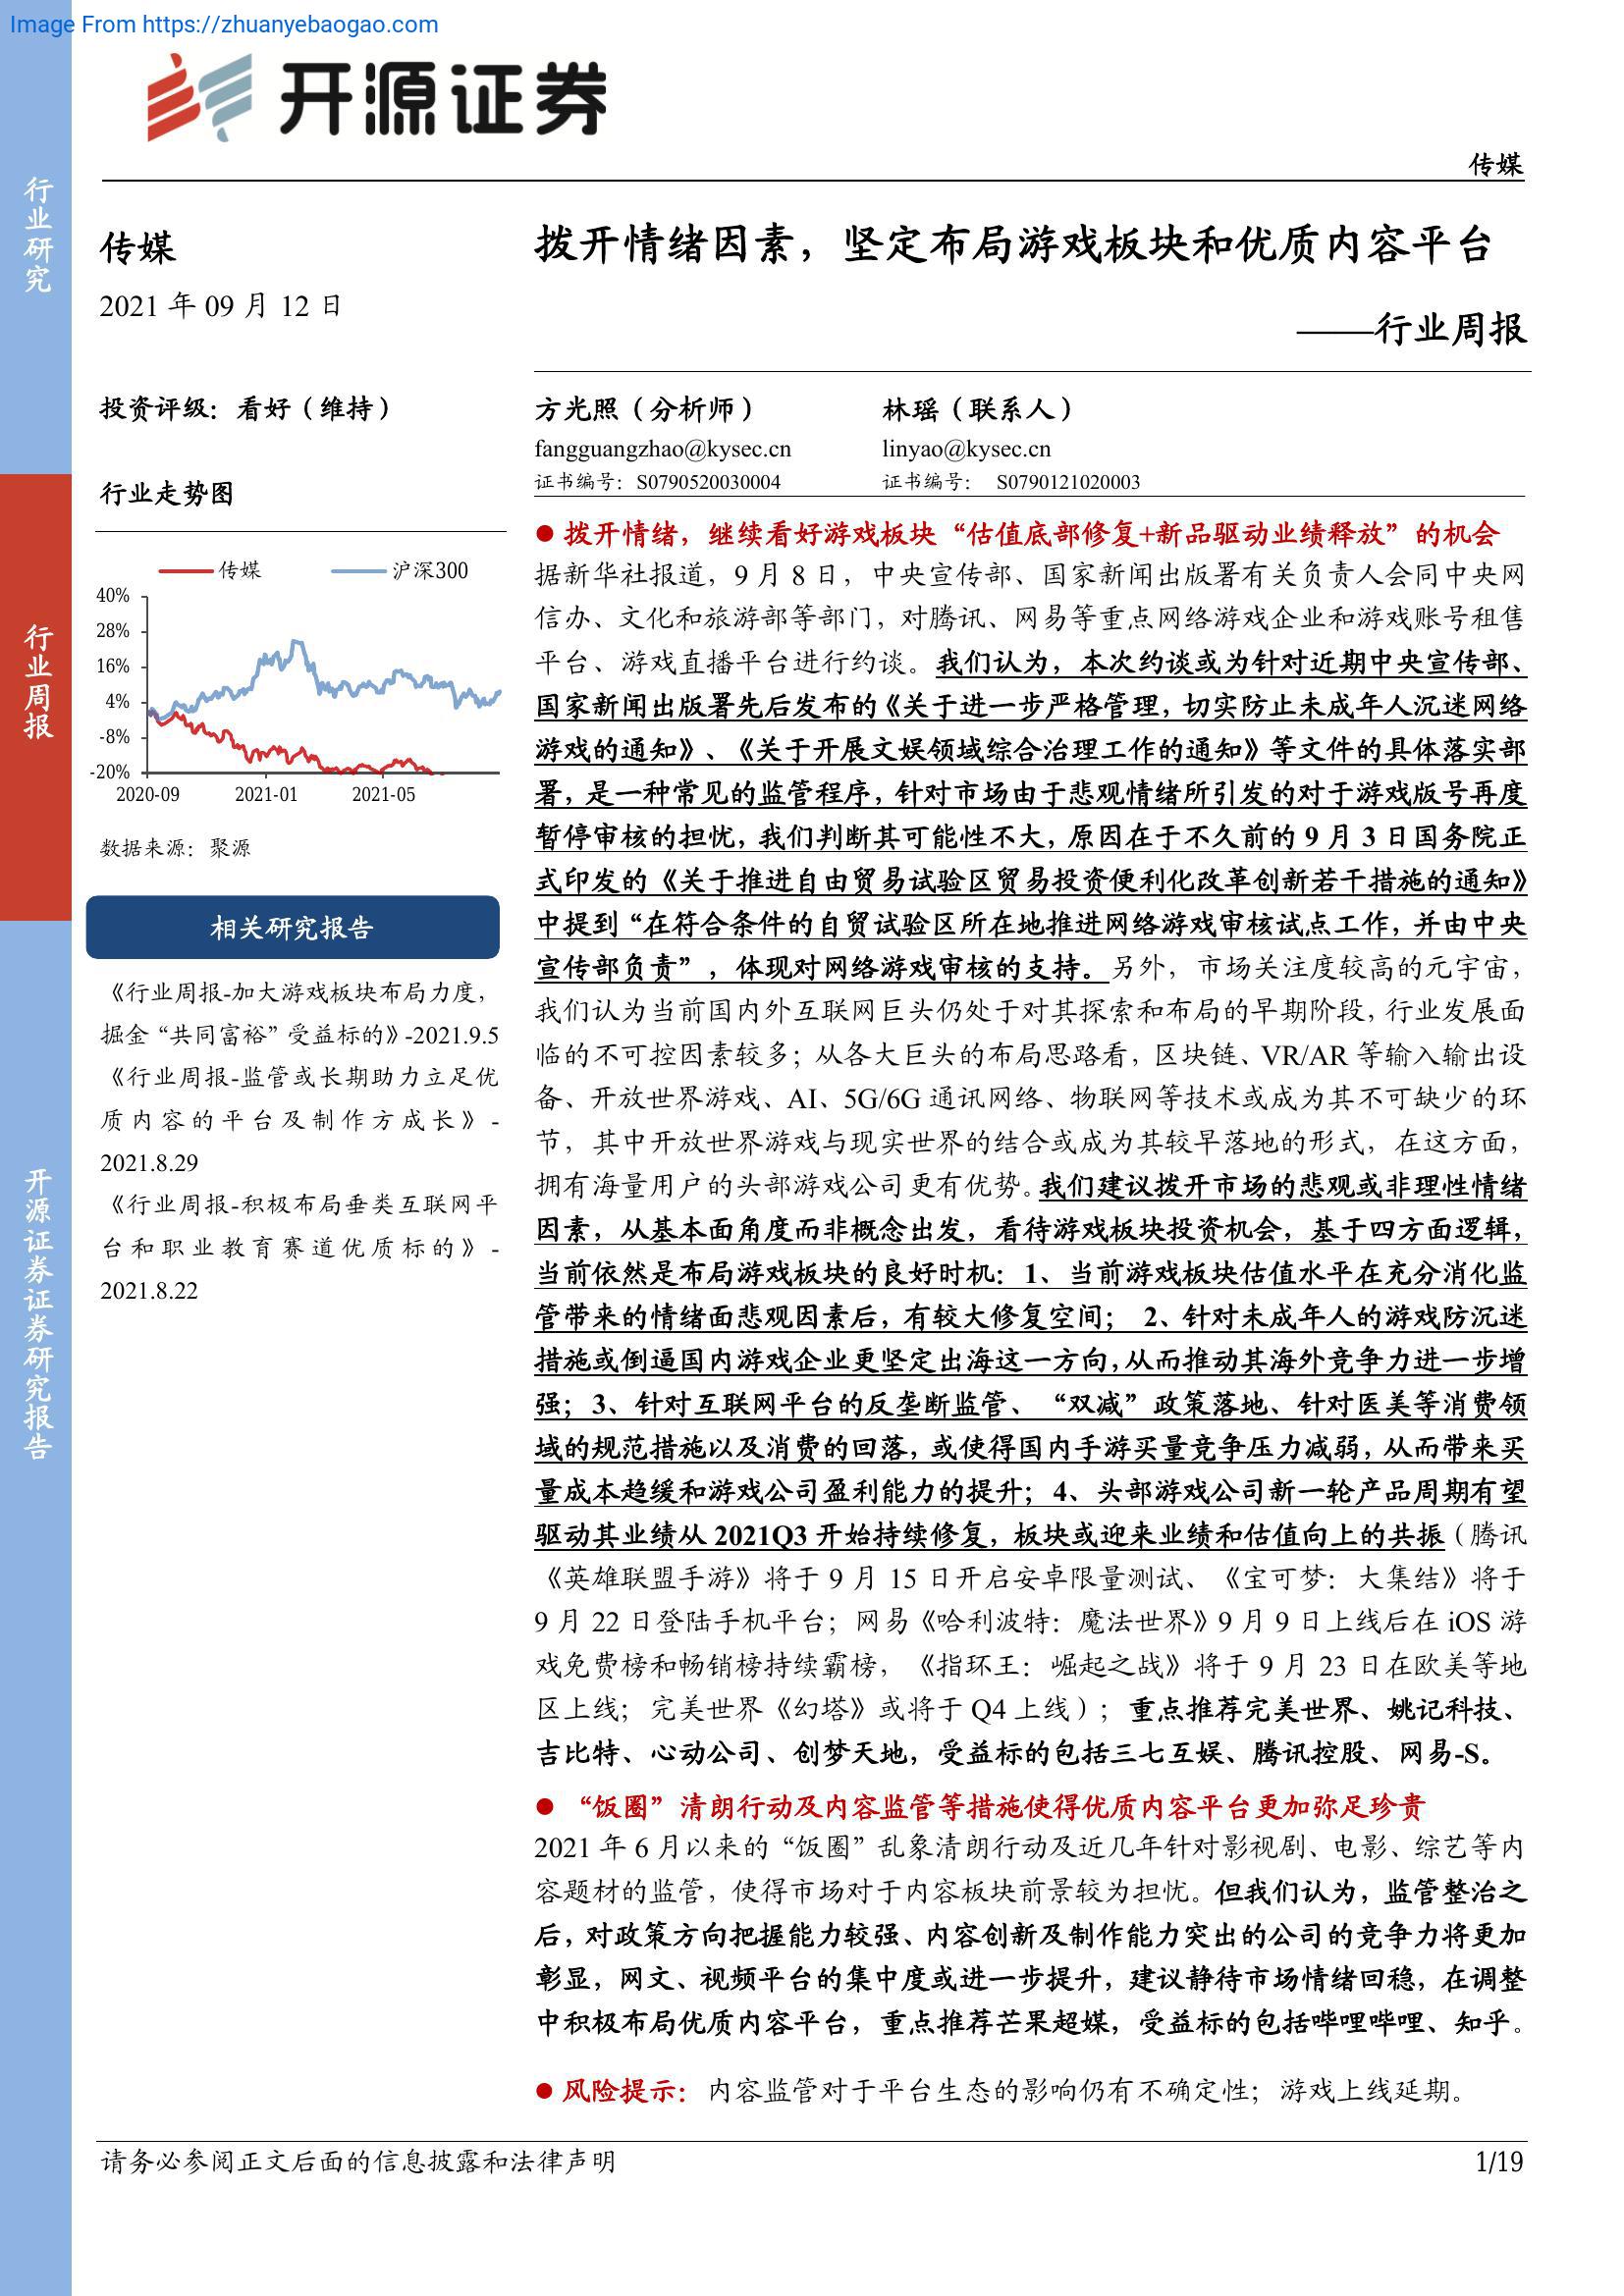 Image From https://zhuanyebaogao.com
开源证券
传媒
行业研究
行业周报
开源证券证券研究报告
传媒
2021 年 09 月 12 日
投资评级：看好（维持）
行业走势图
传媒
沪深300
40%
28%
16%
4%
-8%
-20%
2020-09
2021-01
2021-05
数据来源：聚源
相关研究报告
《行业周报-加大游戏板块布局力度，
掘金“共同富裕”受益标的》-2021.9.5
《行业周报-监管或长期助力立足优
质内容的平台及制作方成长》-
2021.8.29
《行业周报-积极布局垂类互联网平
台和职业教育赛道优质标的》-
2021.8.22
拨开情绪因素，坚定布局游戏板块和优质内容平台
——行业周报
方光照（分析师）
林瑶（联系人）
fangguangzhao@kysec.cn
linyao@kysec.cn
证书编号：S0790520030004
证书编号： S0790121020003
● 拨开情绪，继续看好游戏板块“估值底部修复+新品驱动业绩释放”的机会
据新华社报道，9 月 8 日，中央宣传部、国家新闻出版署有关负责人会同中央网
信办、文化和旅游部等部门，对腾讯、网易等重点网络游戏企业和游戏账号租售
平台、游戏直播平台进行约谈。我们认为，本次约谈或为针对近期中央宣传部、
国家新闻出版署先后发布的《关于进一步严格管理，切实防止未成年人沉迷网络
游戏的通知》、《关于开展文娱领域综合治理工作的通知》等文件的具体落实部
署，是一种常见的监管程序，针对市场由于悲观情绪所引发的对于游戏版号再度
暂停审核的担忧，我们判断其可能性不大，原因在于不久前的 9 月 3 日国务院正
式印发的《关于推进自由贸易试验区贸易投资便利化改革创新若干措施的通知》
中提到“在符合条件的自贸试验区所在地推进网络游戏审核试点工作，并由中央
宣传部负责”，体现对网络游戏审核的支持。另外，市场关注度较高的元宇宙，
我们认为当前国内外互联网巨头仍处于对其探索和布局的早期阶段，行业发展面
临的不可控因素较多；从各大巨头的布局思路看，区块链、VR/AR 等输入输出设
备、开放世界游戏、AI、5G/6G 通讯网络、物联网等技术或成为其不可缺少的环
节，其中开放世界游戏与现实世界的结合或成为其较早落地的形式，在这方面，
拥有海量用户的头部游戏公司更有优势。我们建议拨开市场的悲观或非理性情绪
因素，从基本面角度而非概念出发，看待游戏板块投资机会，基于四方面逻辑，
当前依然是布局游戏板块的良好时机：1、当前游戏板块估值水平在充分消化监
管带来的情绪面悲观因素后，有较大修复空间； 2、针对未成年人的游戏防沉迷
措施或倒逼国内游戏企业更坚定出海这一方向，从而推动其海外竞争力进一步增
强；3、针对互联网平台的反垄断监管、“双减”政策落地、针对医美等消费领
域的规范措施以及消费的回落，或使得国内手游买量竞争压力减弱，从而带来买
量成本趋缓和游戏公司盈利能力的提升；4、头部游戏公司新一轮产品周期有望
驱动其业绩从 2021Q3 开始持续修复，板块或迎来业绩和估值向上的共振（腾讯
《英雄联盟手游》将于 9 月 15 日开启安卓限量测试、《宝可梦：大集结》将于
9 月 22 日登陆手机平台；网易《哈利波特：魔法世界》9 月 9 日上线后在 iOS 游
戏免费榜和畅销榜持续霸榜，《指环王：崛起之战》将于 9 月 23 日在欧美等地
区上线；完美世界《幻塔》或将于 Q4 上线）；重点推荐完美世界、姚记科技、
吉比特、心动公司、创梦天地，受益标的包括三七互娱、腾讯控股、网易-S。
● “饭圈”清朗行动及内容监管等措施使得优质内容平台更加弥足珍贵
2021 年 6 月以来的“饭圈”乱象清朗行动及近几年针对影视剧、电影、综艺等内
容题材的监管，使得市场对于内容板块前景较为担忧。但我们认为，监管整治之
后，对政策方向把握能力较强、内容创新及制作能力突出的公司的竞争力将更加
彰显，网文、视频平台的集中度或进一步提升，建议静待市场情绪回稳，在调整
中积极布局优质内容平台，重点推荐芒果超媒，受益标的包括哔哩哔哩、知乎。
● 风险提示：内容监管对于平台生态的影响仍有不确定性；游戏上线延期。
请务必参阅正文后面的信息披露和法律声明
1/19